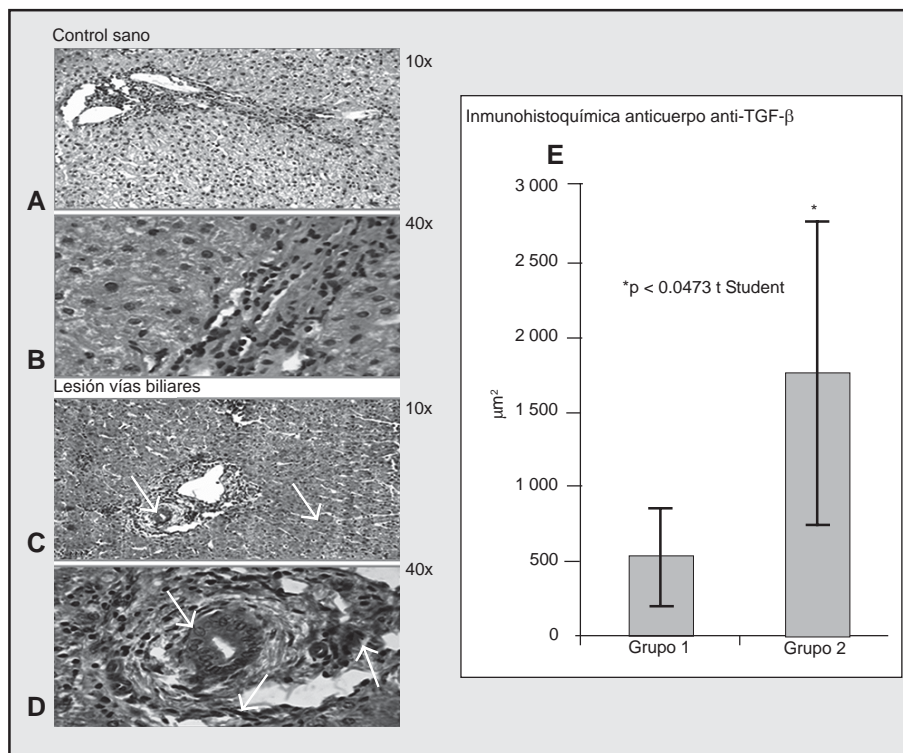 Control sano
10x
A
40x
B
Lesión vías biliares
10x
C
40x
D
Inmunohistoquímica anticuerpo anti-TGF-β
E
3 000
2 500
2 000
1 500
1 000
500
0
µm²
*
*p < 0.0473 t Student
Grupo 1
Grupo 2